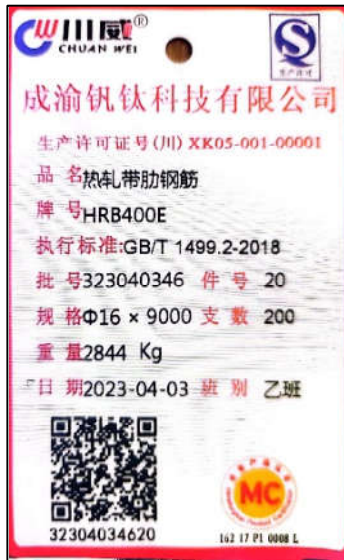 川威®
CHUAN WEI
生产许可
成渝钒钛科技有限公司
生产许可证号(川) XK05-001-00001
品 名热轧带肋钢筋
牌 号HRB400E
执行标准:GB/T 1499.2-2018
批 号323040346 件 号 20
规 格Φ16 × 9000 支 数 200
重 量2844 Kg
日 期2023-04-03 班 别 乙班
MC
32304034620
162 17 P1 0008 L